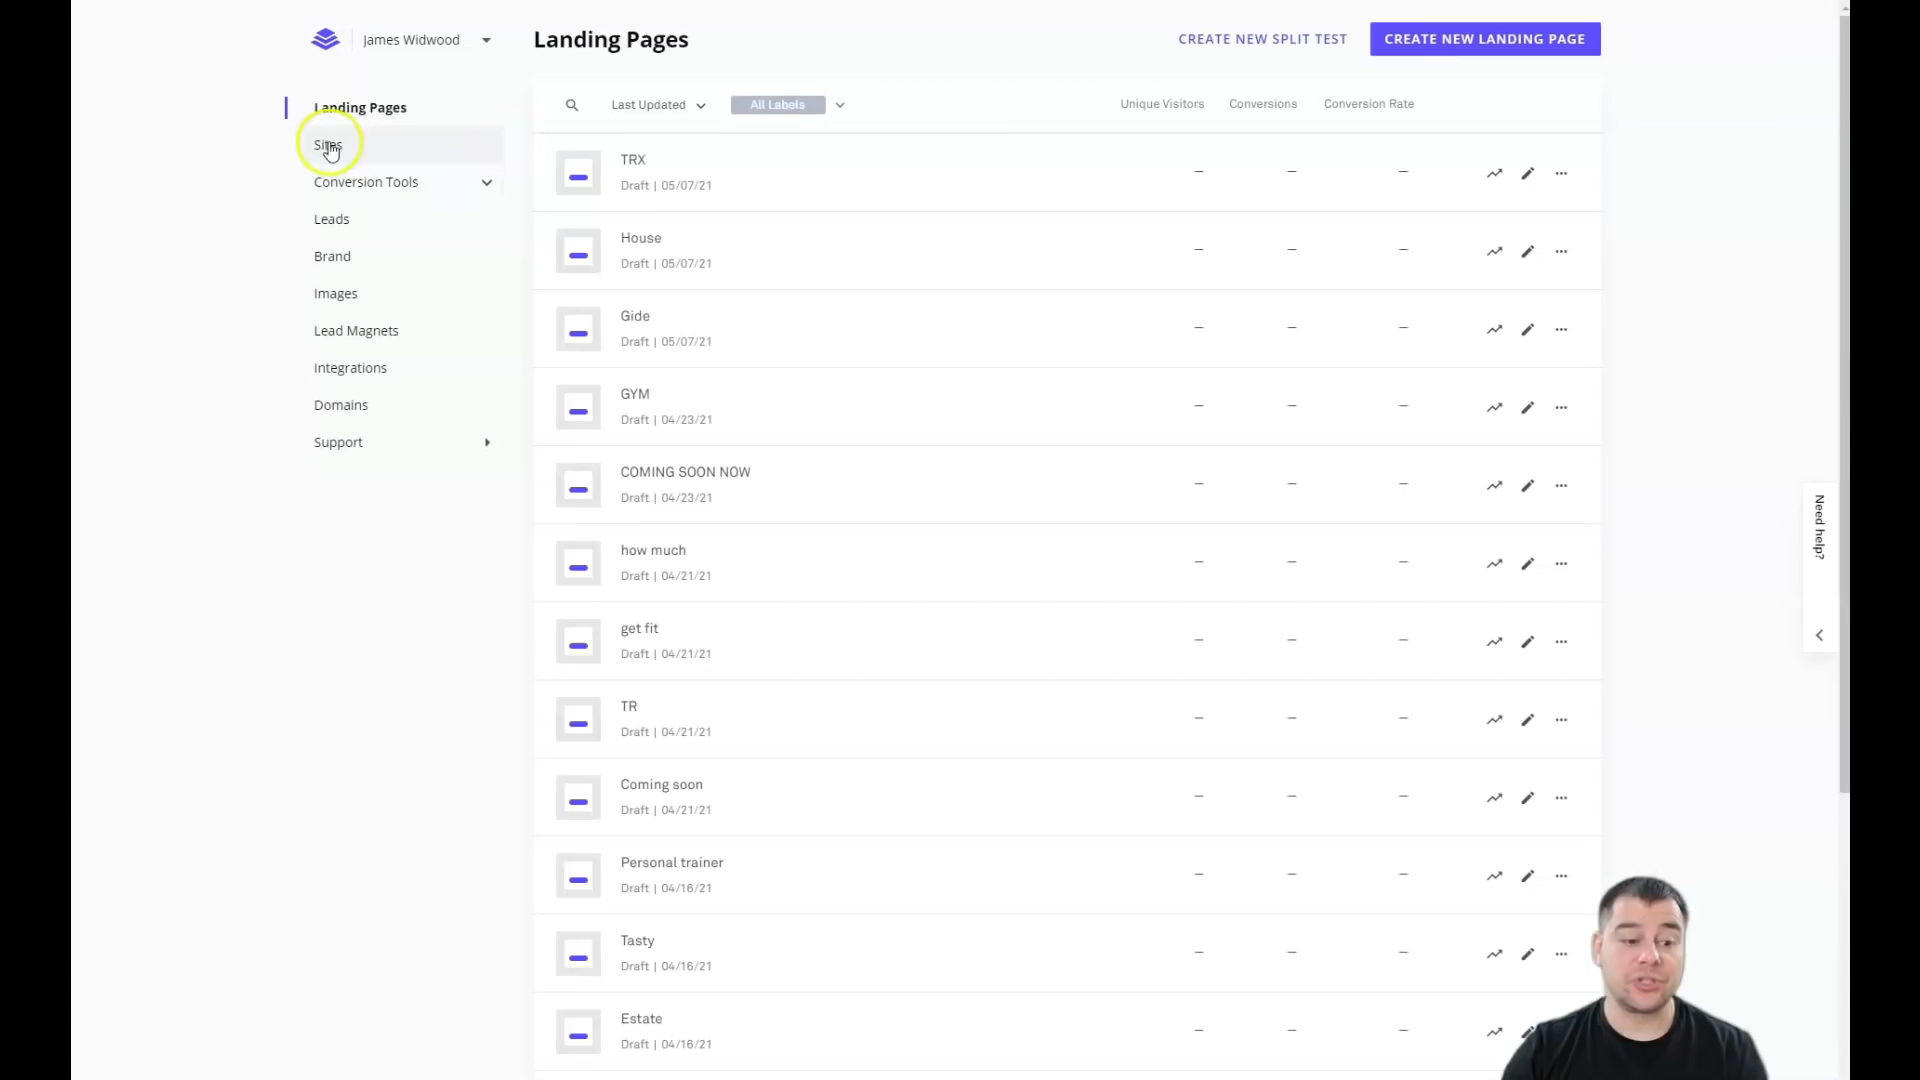 James Widwood
Landing Pages
CREATE NEW SPLIT TEST
CREATE NEW LANDING PAGE
Landing Pages
Sites
Conversion Tools
Leads
Brand
Images
Lead Magnets
Integrations
Domains
Support
Last Updated
All Labels
Unique Visitors
Conversions
Conversion Rate
TRX
Draft | 05/07/21
House
Draft | 05/07/21
Gide
Draft | 05/07/21
GYM
Draft | 04/23/21
COMING SOON NOW
Draft | 04/23/21
how much
Draft | 04/21/21
get fit
Draft | 04/21/21
TR
Draft | 04/21/21
Coming soon
Draft | 04/21/21
Personal trainer
Draft | 04/16/21
Tasty
Draft | 04/16/21
Estate
Draft | 04/16/21
Need help?